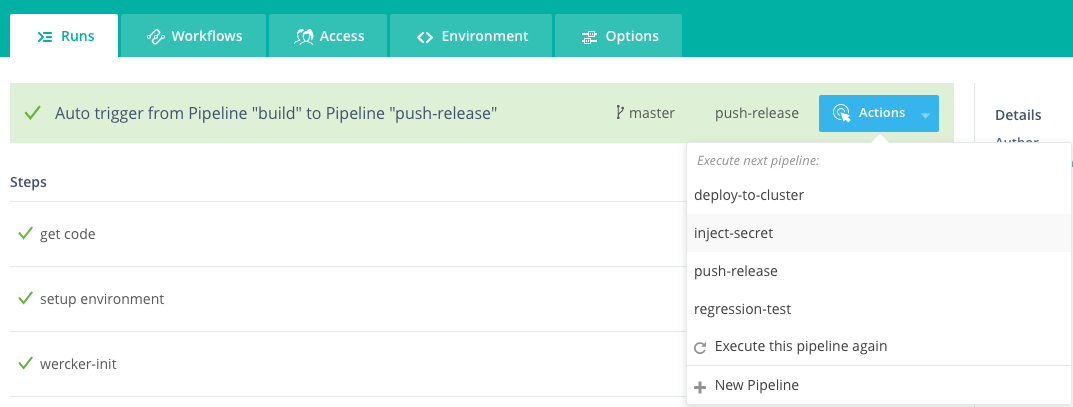 Runs
Workflows
Access
Environment
Options
Auto trigger from Pipeline "build" to Pipeline "push-release"
master
push-release
Actions
Details
Execute next pipeline:
deploy-to-cluster
inject-secret
push-release
regression-test
Execute this pipeline again
New Pipeline
Steps
get code
setup environment
wercker-init